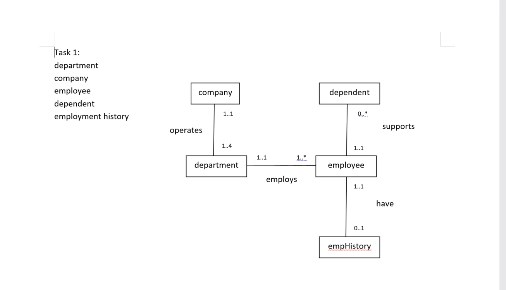 Task 1:
department
company
employee
dependent
employment history
company
dependent
1..1
0..*
operates
supports
1..4
1..1
department
1..1
1..*
employee
employs
1..1
have
0..1
empHistory